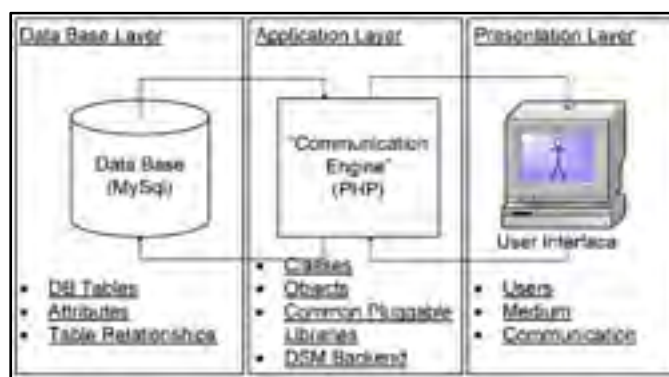 Data Base Layer
Data Base
(MySql)
• DB Tables
• Attributes
• Table Relationships
Application Layer
"Communication
Engine"
(PHP)
• Classes
• Objects
• Common Pluggable
Libraries
• DSM Backend
Presentation Layer
User Interface
• Users
• Medium
• Communication